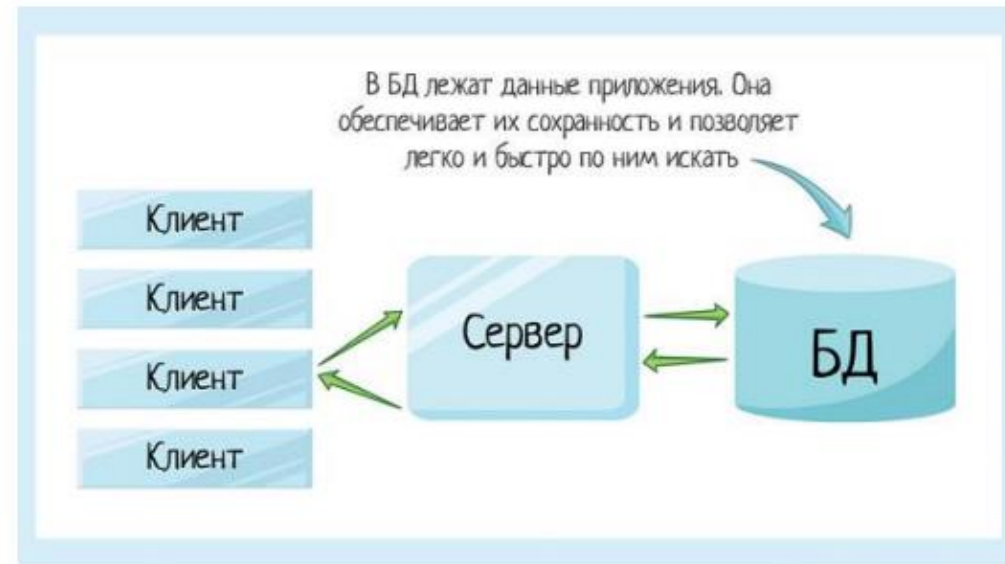 В БД лежат данные приложения. Она
обеспечивает их сохранность и позволяет
легко и быстро по ним искать
Клиент
Клиент
Клиент
Клиент
Сервер
БД